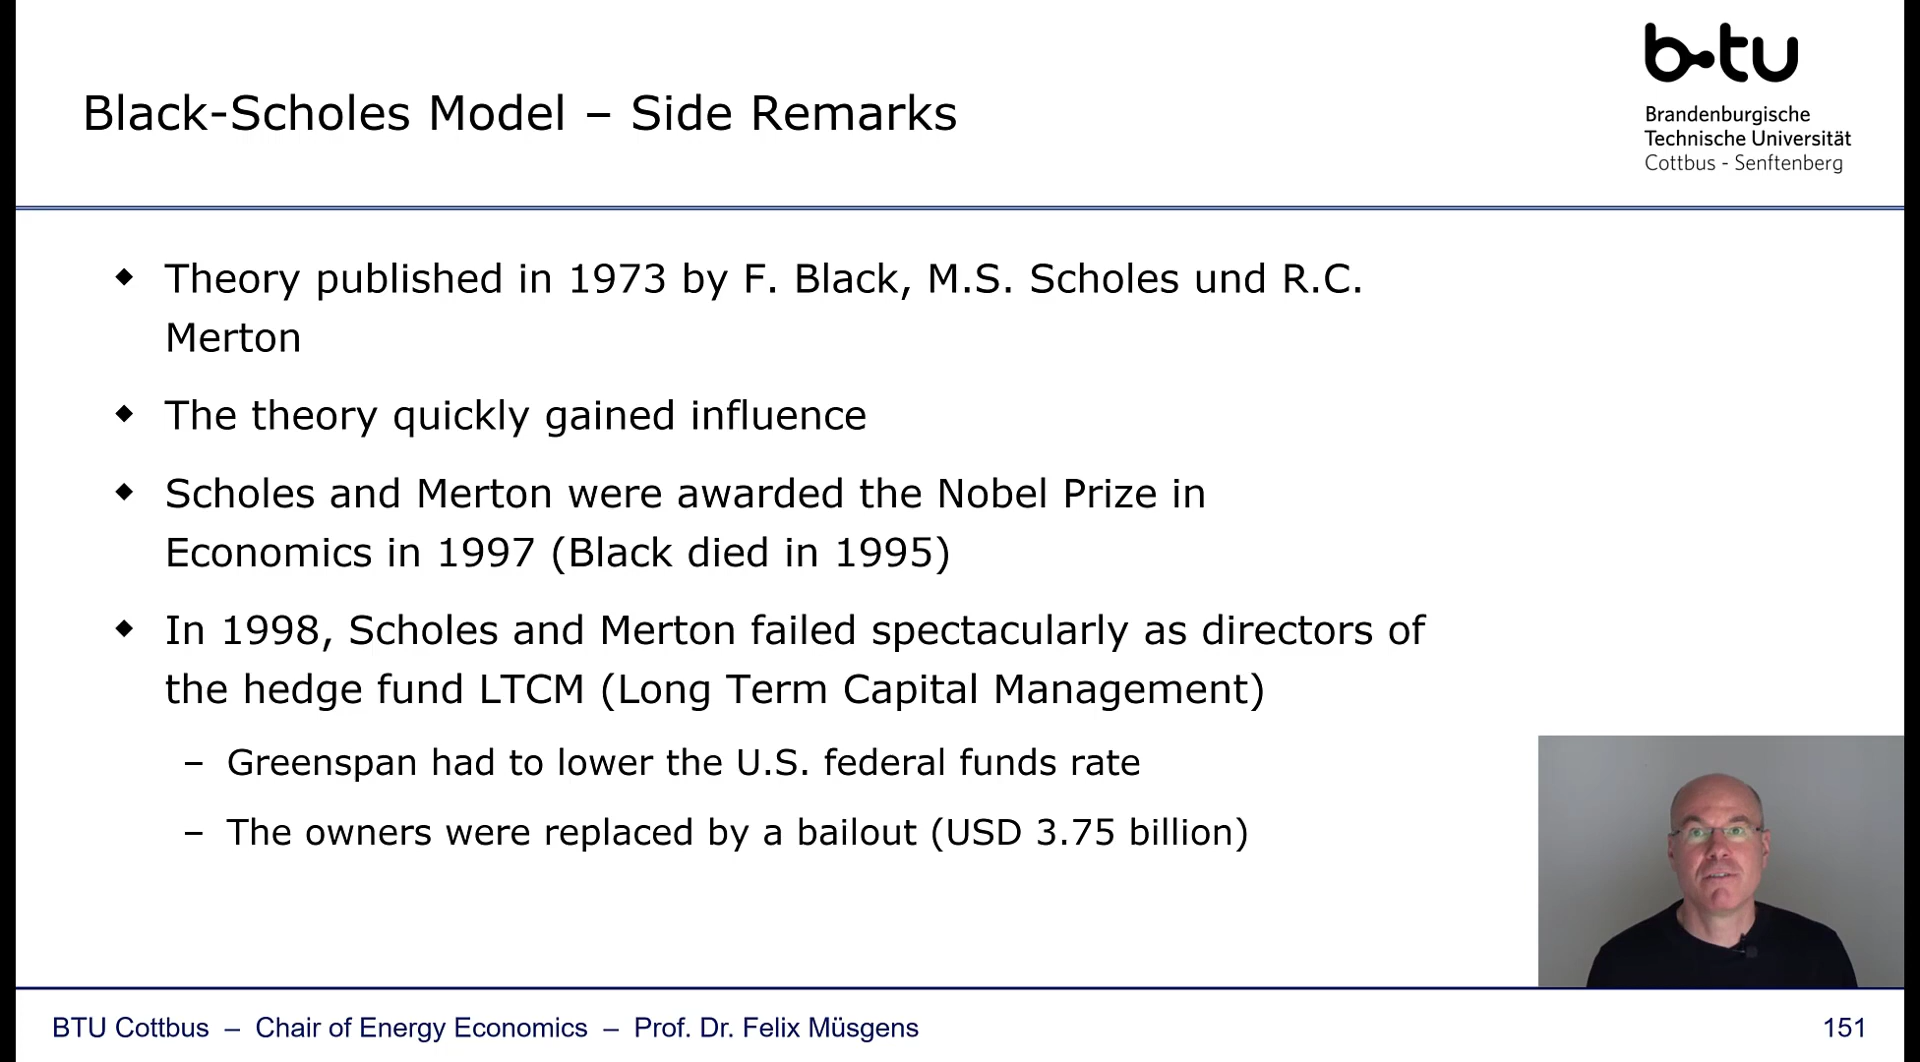 b-tu
Brandenburgische
Technische Universität
Cottbus - Senftenberg
Black-Scholes Model – Side Remarks
◆ Theory published in 1973 by F. Black, M.S. Scholes und R.C.
Merton
◆ The theory quickly gained influence
◆ Scholes and Merton were awarded the Nobel Prize in
Economics in 1997 (Black died in 1995)
◆ In 1998, Scholes and Merton failed spectacularly as directors of
the hedge fund LTCM (Long Term Capital Management)
– Greenspan had to lower the U.S. federal funds rate
– The owners were replaced by a bailout (USD 3.75 billion)
BTU Cottbus – Chair of Energy Economics – Prof. Dr. Felix Müsgens
151